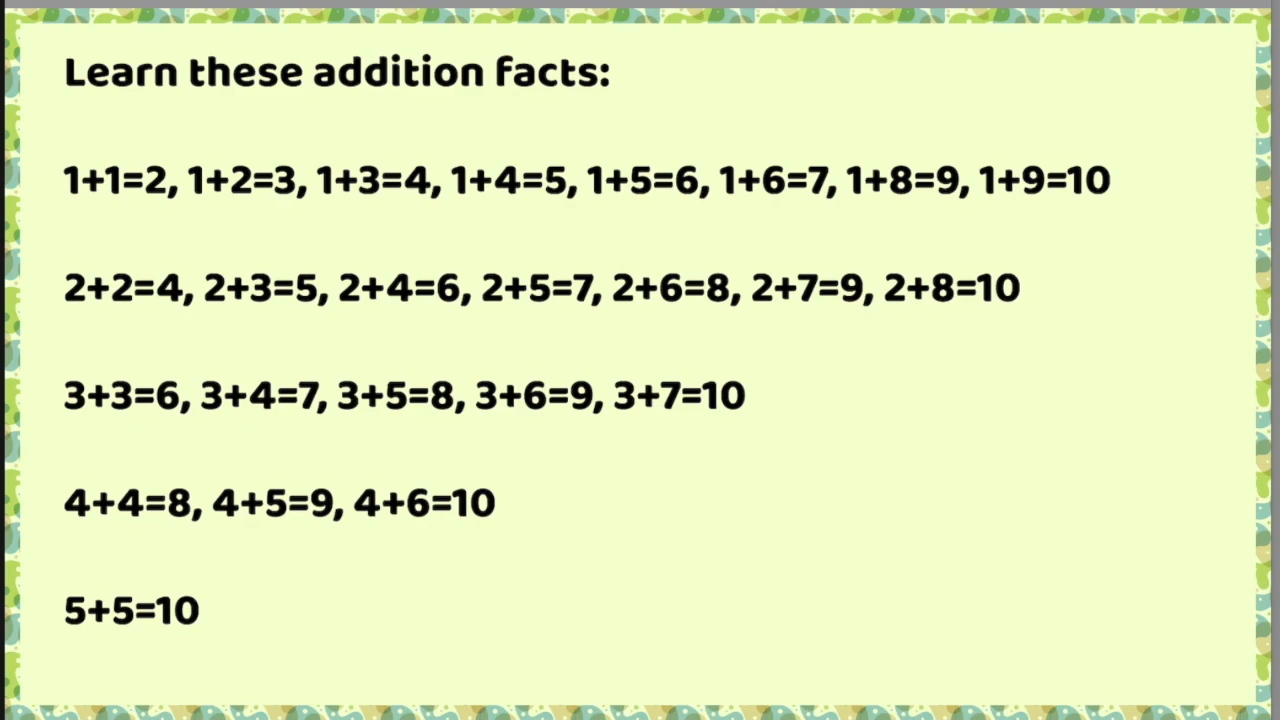 Learn these addition facts:
1+1=2, 1+2=3, 1+3=4, 1+4=5, 1+5=6, 1+6=7, 1+8=9, 1+9=10
2+2=4, 2+3=5, 2+4=6, 2+5=7, 2+6=8, 2+7=9, 2+8=10
3+3=6, 3+4=7, 3+5=8, 3+6=9, 3+7=10
4+4=8, 4+5=9, 4+6=10
5+5=10